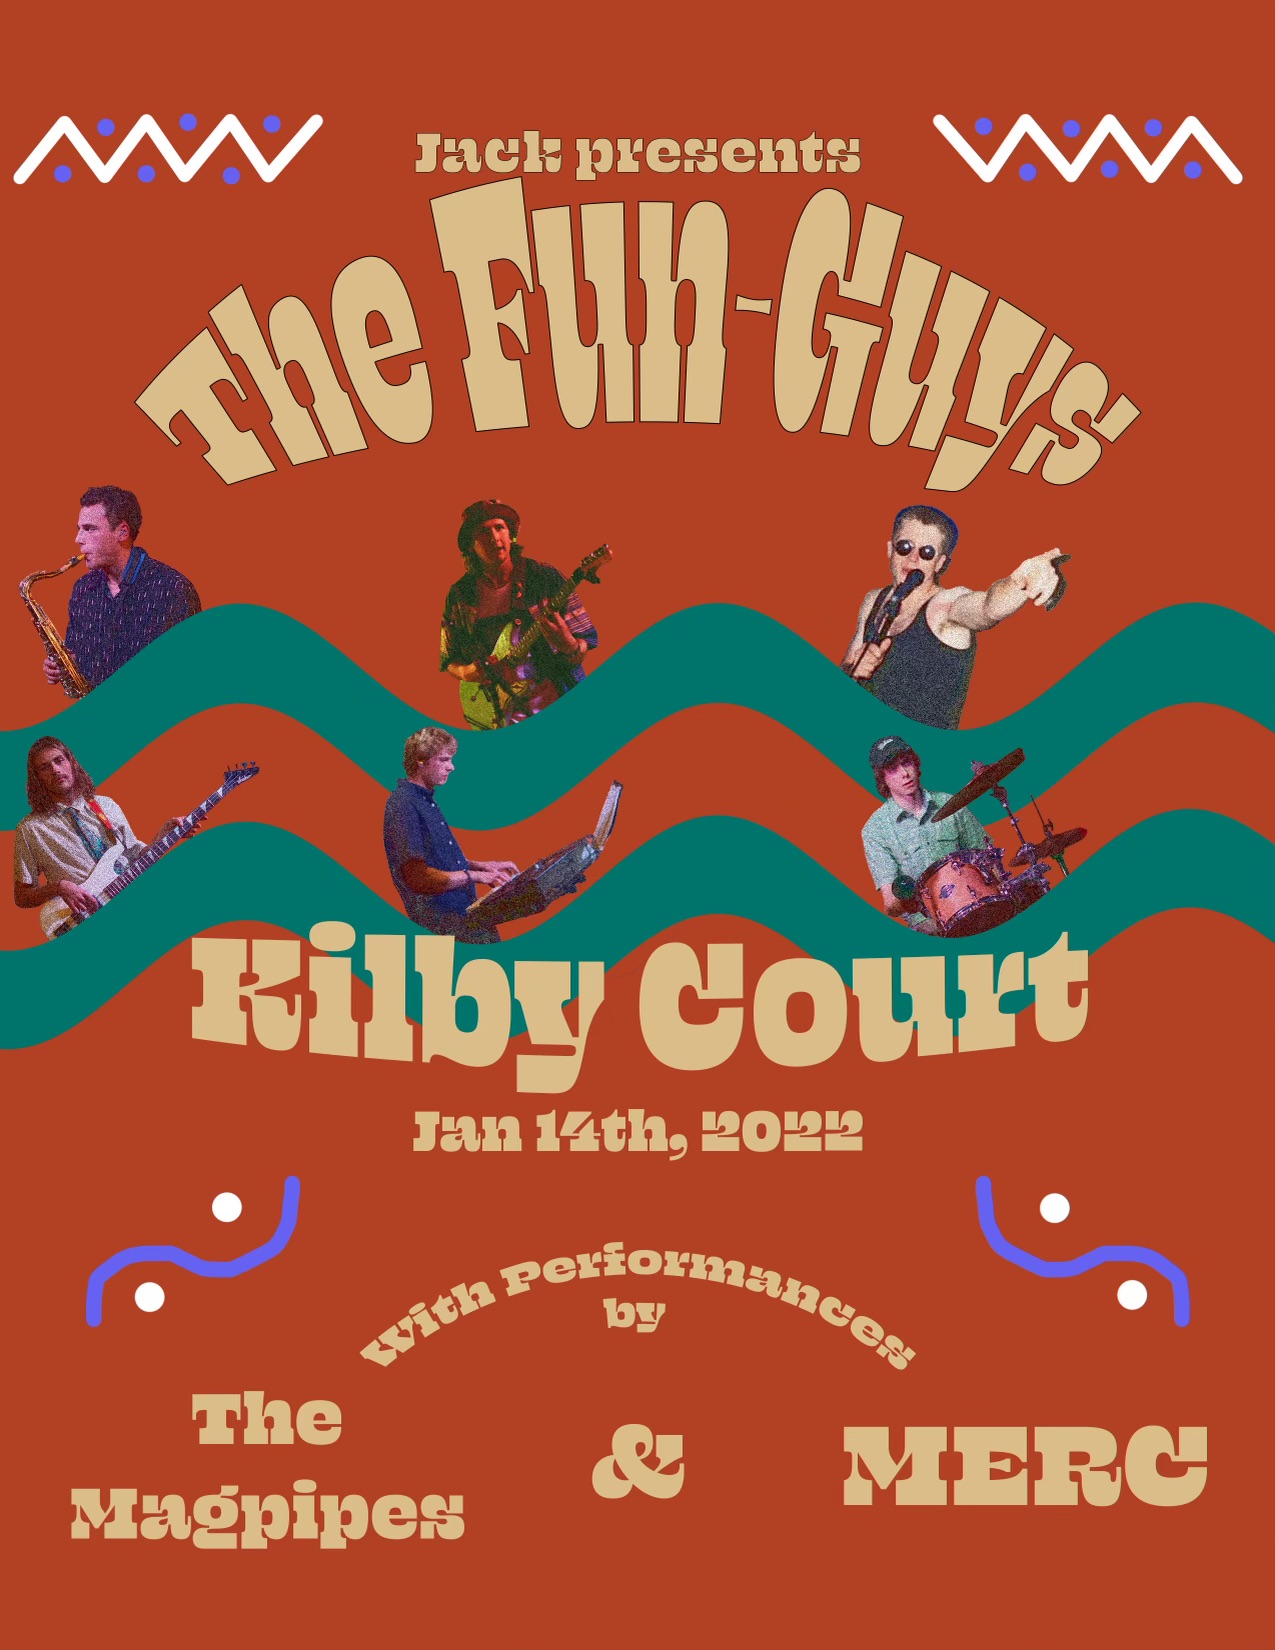 Jack presents
The Fun-Guys
Kilby Court
Jan 14th, 2022
With Performances
by
The
Magpipes
&
MERC